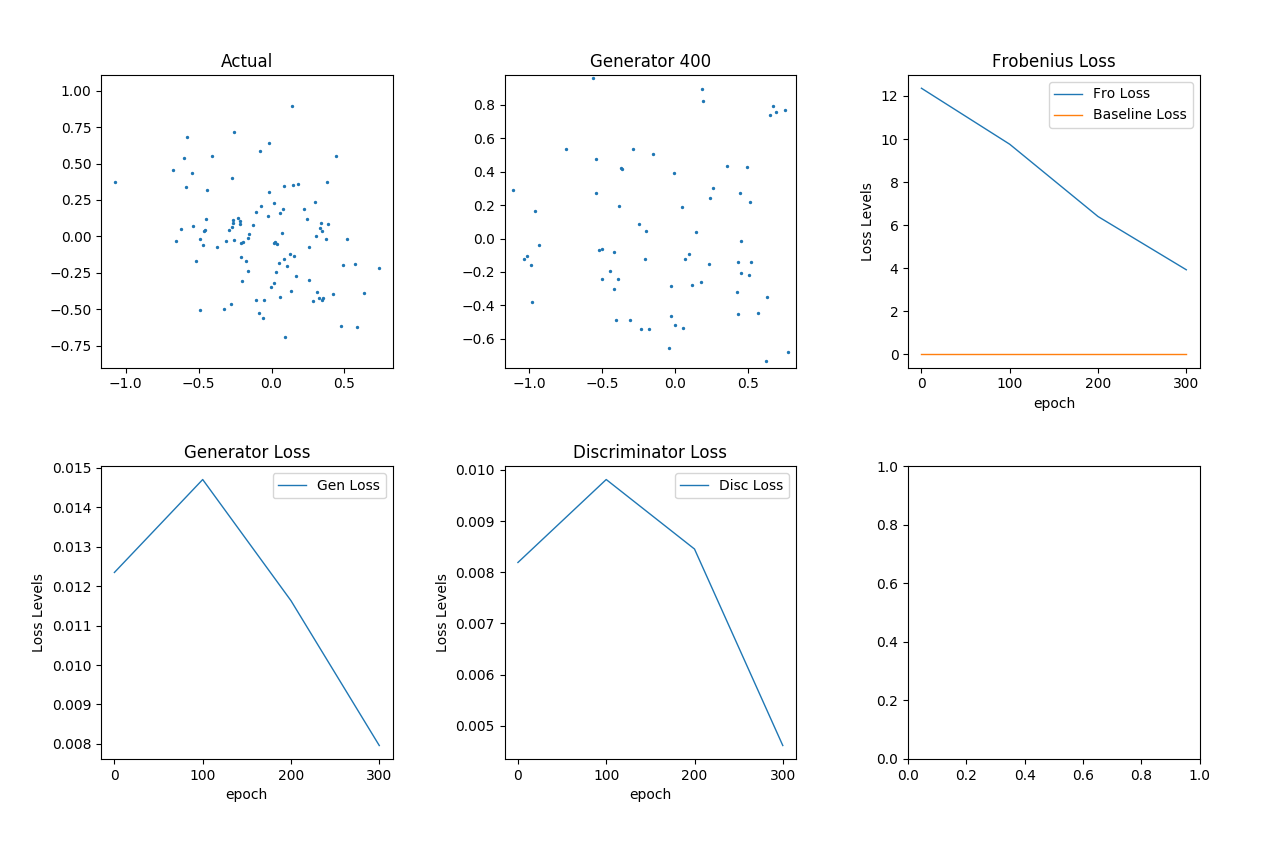 Actual
1.00
0.75
0.50
0.25
0.00
−0.25
−0.50
−0.75
−1.0 −0.5 0.0 0.5
Generator 400
0.8
0.6
0.4
0.2
0.0
−0.2
−0.4
−0.6
−1.0 −0.5 0.0 0.5
Frobenius Loss
Fro Loss
Baseline Loss
Loss Levels
12
10
8
6
4
2
0
0 100 200 300
epoch
Generator Loss
Gen Loss
Loss Levels
0.015
0.014
0.013
0.012
0.011
0.010
0.009
0.008
0 100 200 300
epoch
Discriminator Loss
Disc Loss
Loss Levels
0.010
0.009
0.008
0.007
0.006
0.005
0 100 200 300
epoch
1.0
0.8
0.6
0.4
0.2
0.0
0.0 0.2 0.4 0.6 0.8 1.0